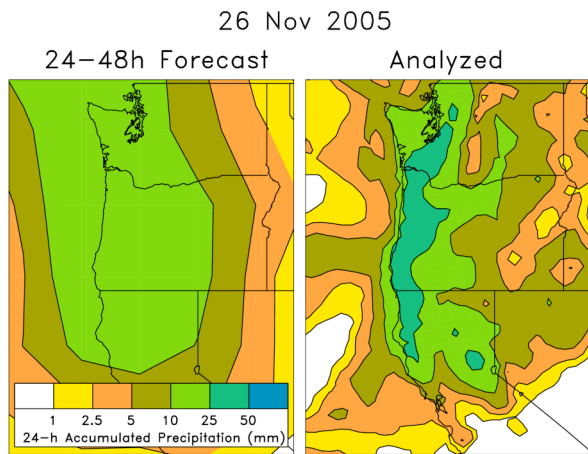 26 Nov 2005
24-48h Forecast
Analyzed
1 2.5 5 10 25 50
24-h Accumulated Precipitation (mm)